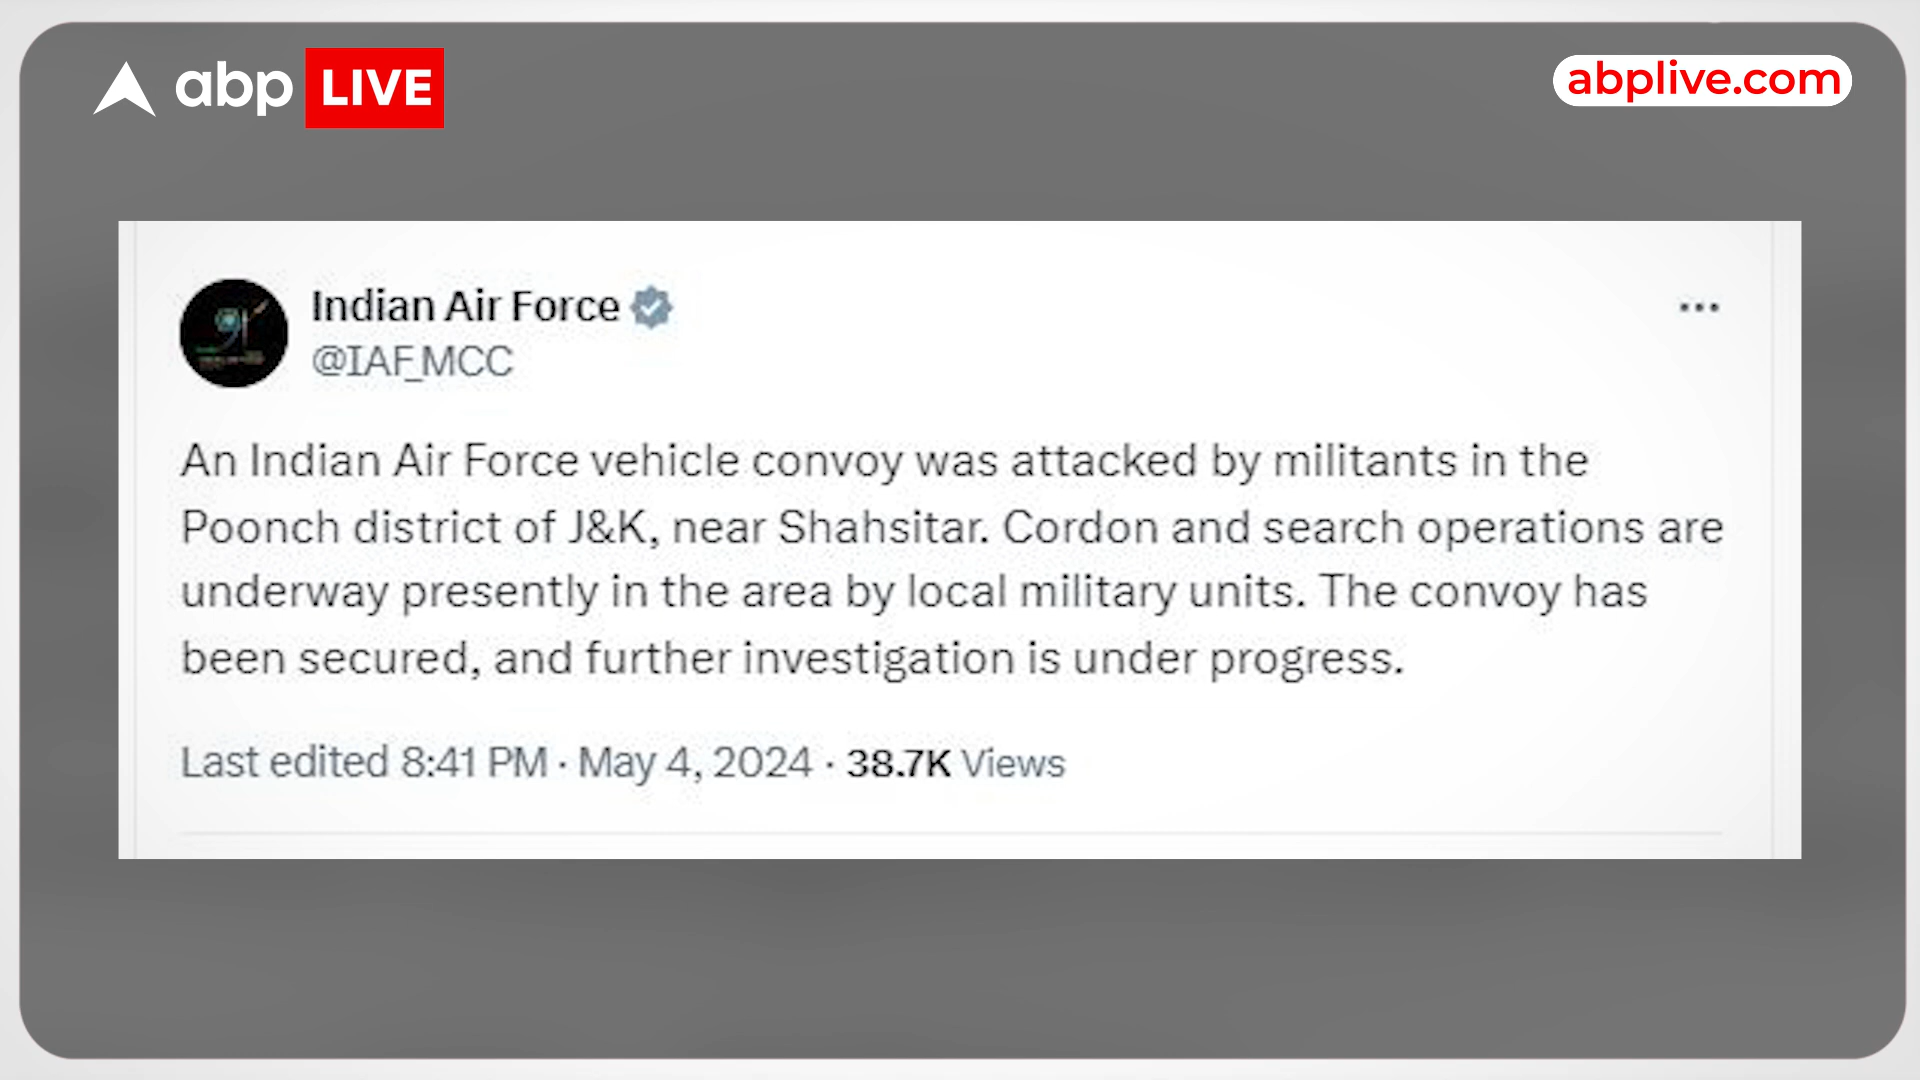 abp LIVE
abplive.com
Indian Air Force
@IAF_MCC
An Indian Air Force vehicle convoy was attacked by militants in the
Poonch district of J&K, near Shahsitar. Cordon and search operations are
underway presently in the area by local military units. The convoy has
been secured, and further investigation is under progress.
Last edited 8:41 PM · May 4, 2024 · 38.7K Views